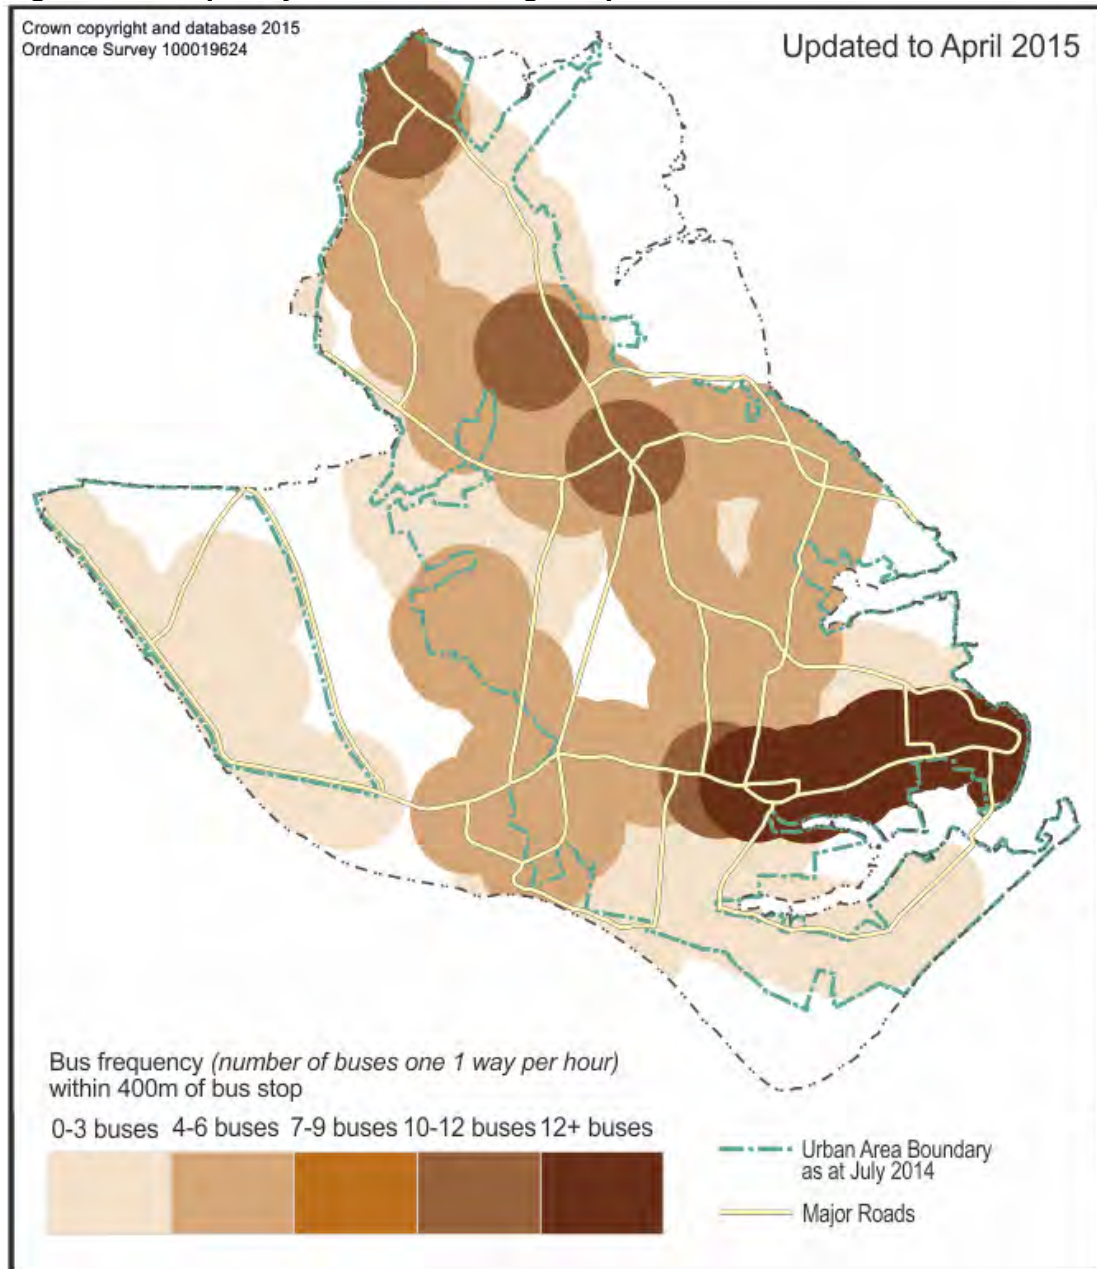 Crown copyright and database 2015
Ordnance Survey 100019624
Updated to April 2015
Bus frequency (number of buses one 1 way per hour)
within 400m of bus stop
0-3 buses 4-6 buses 7-9 buses 10-12 buses 12+ buses
Urban Area Boundary
as at July 2014
Major Roads